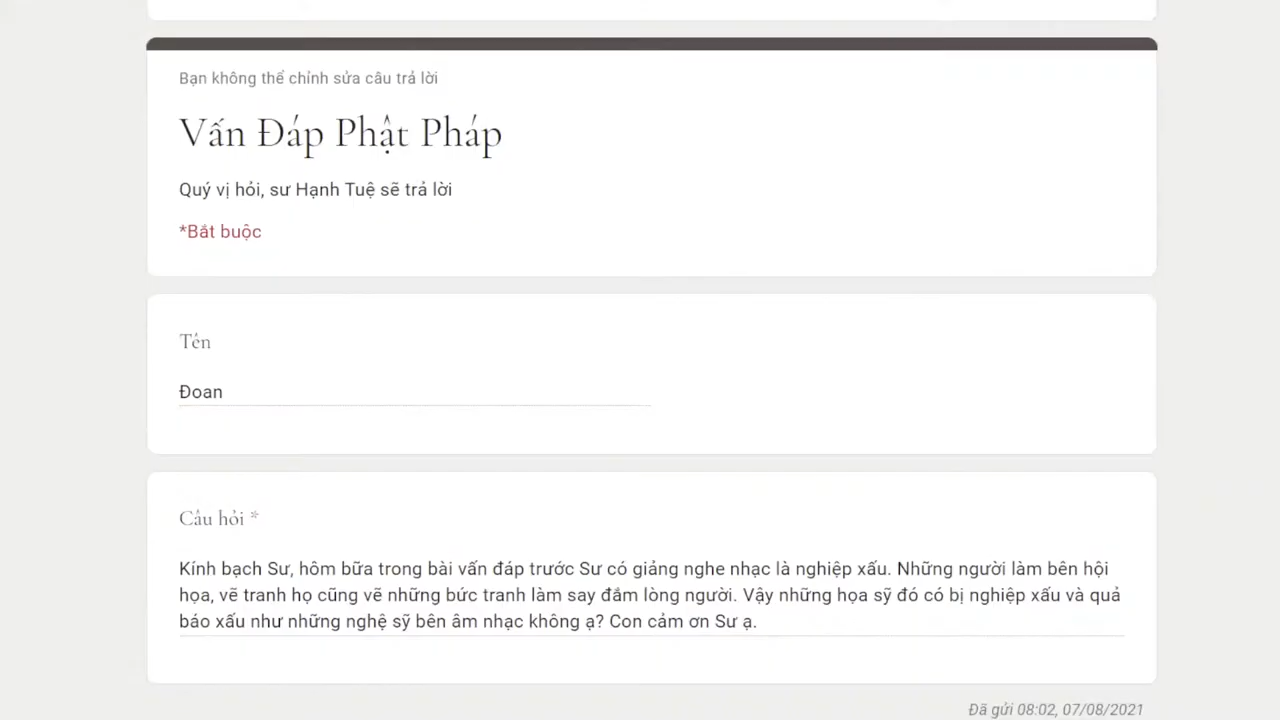 Bạn không thể chỉnh sửa câu trả lời
Vấn Đáp Phật Pháp
Quý vị hỏi, sư Hạnh Tuệ sẽ trả lời
*Bắt buộc
Tên
Đoan
Câu hỏi *
Kính bạch Sư, hôm bữa trong bài vấn đáp trước Sư có giảng nghe nhạc là nghiệp xấu. Những người làm bên hội
họa, vẽ tranh họ cũng vẽ những bức tranh làm say đắm lòng người. Vậy những họa sỹ đó có bị nghiệp xấu và quả
báo xấu như những nghệ sỹ bên âm nhạc không ạ? Con cảm ơn Sư ạ.
Đã gửi 08:02, 07/08/2021